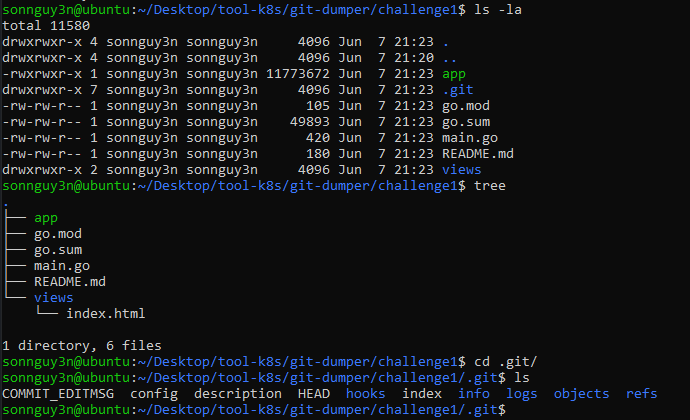 sonnguy3n@ubuntu:~/Desktop/tool-k8s/git-dumper/challenge1$ ls -la
total 11580
drwxrwxr-x 4 sonnguy3n sonnguy3n     4096 Jun  7 21:23 .
drwxrwxr-x 4 sonnguy3n sonnguy3n     4096 Jun  7 21:20 ..
-rwxrwxr-x 1 sonnguy3n sonnguy3n 11773672 Jun  7 21:23 app
drwxrwxr-x 7 sonnguy3n sonnguy3n     4096 Jun  7 21:23 .git
-rw-rw-r-- 1 sonnguy3n sonnguy3n      105 Jun  7 21:23 go.mod
-rw-rw-r-- 1 sonnguy3n sonnguy3n    49893 Jun  7 21:23 go.sum
-rw-rw-r-- 1 sonnguy3n sonnguy3n      420 Jun  7 21:23 main.go
-rw-rw-r-- 1 sonnguy3n sonnguy3n      180 Jun  7 21:23 README.md
drwxrwxr-x 2 sonnguy3n sonnguy3n     4096 Jun  7 21:23 views
sonnguy3n@ubuntu:~/Desktop/tool-k8s/git-dumper/challenge1$ tree
.
├── app
├── go.mod
├── go.sum
├── main.go
├── README.md
└── views
    └── index.html
1 directory, 6 files
sonnguy3n@ubuntu:~/Desktop/tool-k8s/git-dumper/challenge1$ cd .git/
sonnguy3n@ubuntu:~/Desktop/tool-k8s/git-dumper/challenge1/.git$ ls
COMMIT_EDITMSG  config  description  HEAD  hooks  index  info  logs  objects  refs
sonnguy3n@ubuntu:~/Desktop/tool-k8s/git-dumper/challenge1/.git$